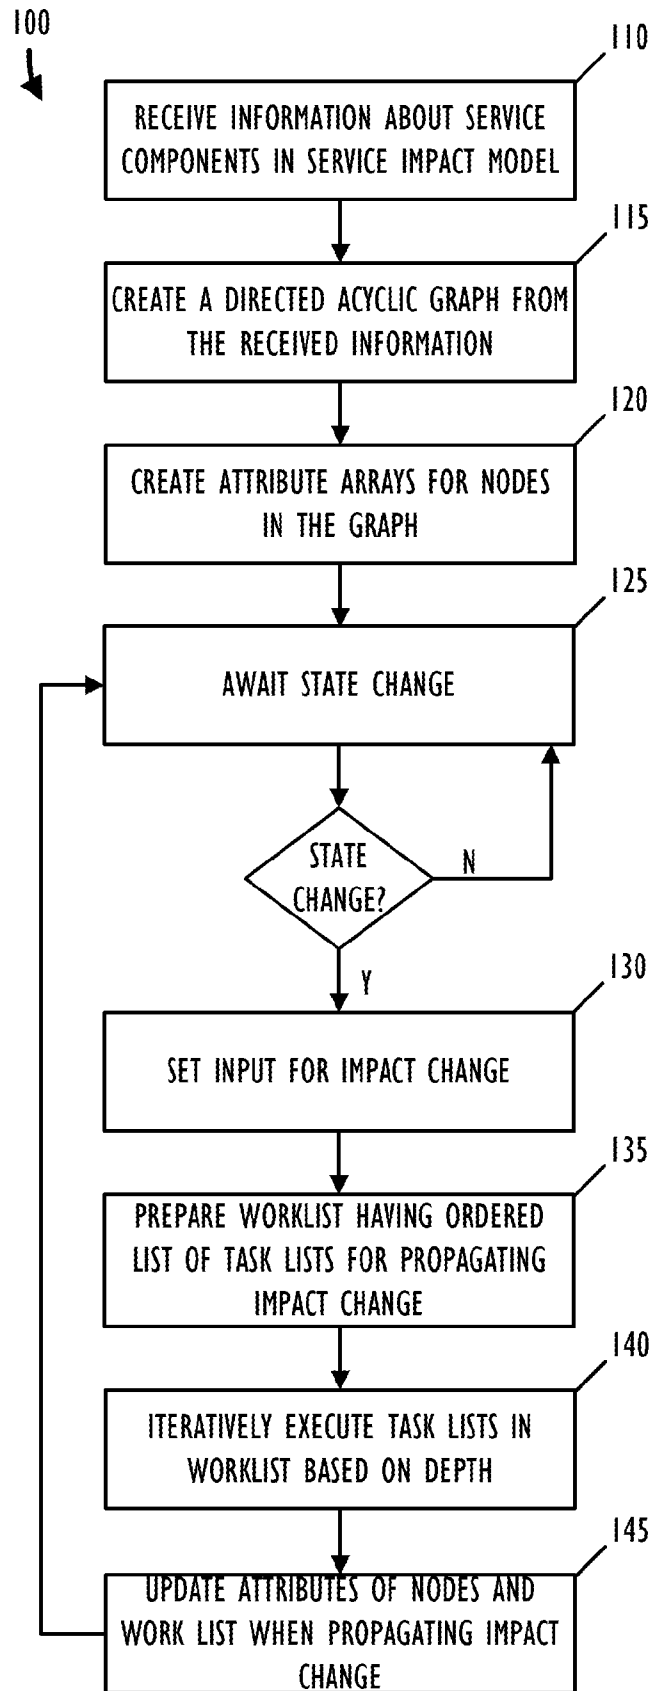 100
110
RECEIVE INFORMATION ABOUT SERVICE
COMPONENTS IN SERVICE IMPACT MODEL
115
CREATE A DIRECTED ACYCLIC GRAPH FROM
THE RECEIVED INFORMATION
120
CREATE ATTRIBUTE ARRAYS FOR NODES
IN THE GRAPH
125
AWAIT STATE CHANGE
STATE
CHANGE?
N
Y
130
SET INPUT FOR IMPACT CHANGE
135
PREPARE WORKLIST HAVING ORDERED
LIST OF TASK LISTS FOR PROPAGATING
IMPACT CHANGE
140
ITERATIVELY EXECUTE TASK LISTS IN
WORKLIST BASED ON DEPTH
145
UPDATE ATTRIBUTES OF NODES AND
WORK LIST WHEN PROPAGATING IMPACT
CHANGE